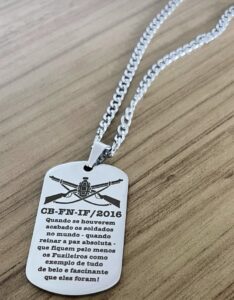 CB-FN-IF/2016
Quando se houverem
acabado os soldados
no mundo - quando
reinar a paz absoluta -
que fiquem pelo menos
os Fuzileiros como
exemplo de tudo
de belo e fascinante
que eles foram!